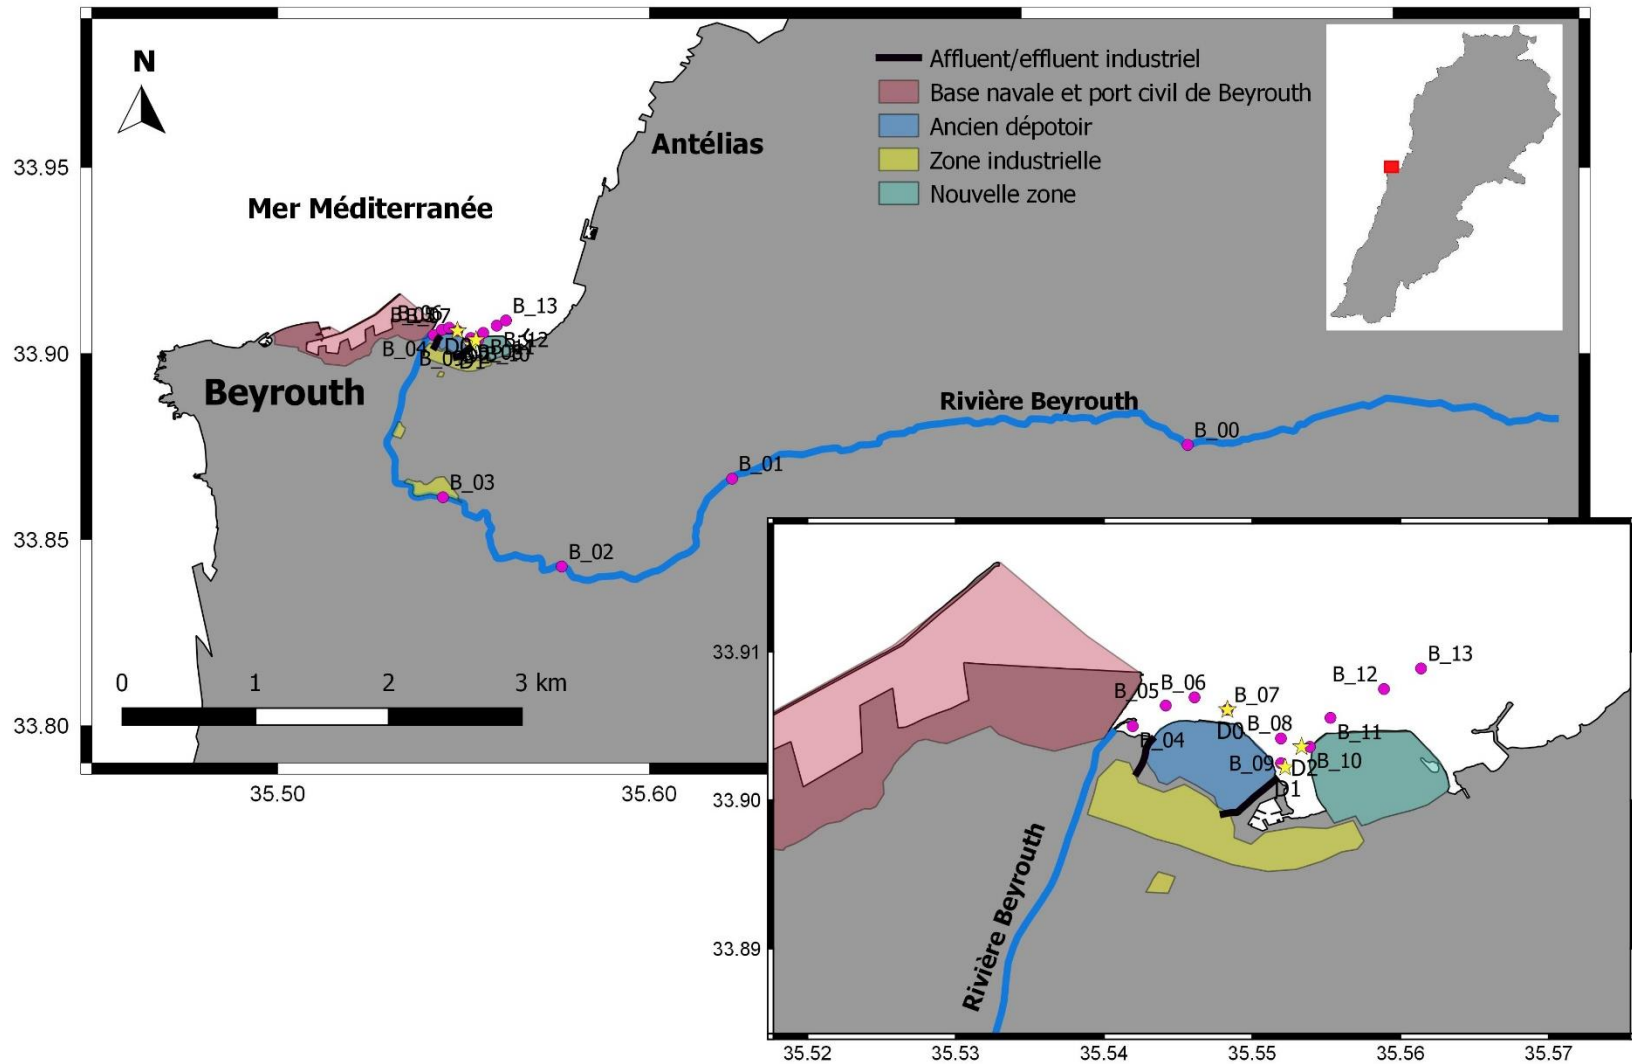 N
Affluent/effluent industriel
Base navale et port civil de Beyrouth
Ancien dépotoir
Zone industrielle
Nouvelle zone
Antélias
Mer Méditerranée
33.95
33.90
33.85
33.80
B_13
B_04
Beyrouth
Rivière Beyrouth
B_00
B_01
B_03
B_02
0 1 2 3 km
35.50 35.60
33.91
33.90
33.89
B_13
B_12
B_05 B_06
B_07
D0 B_08
B_04
B_11
B_09 D2 B_10
D1
Rivière Beyrouth
35.52 35.53 35.54 35.55 35.56 35.57